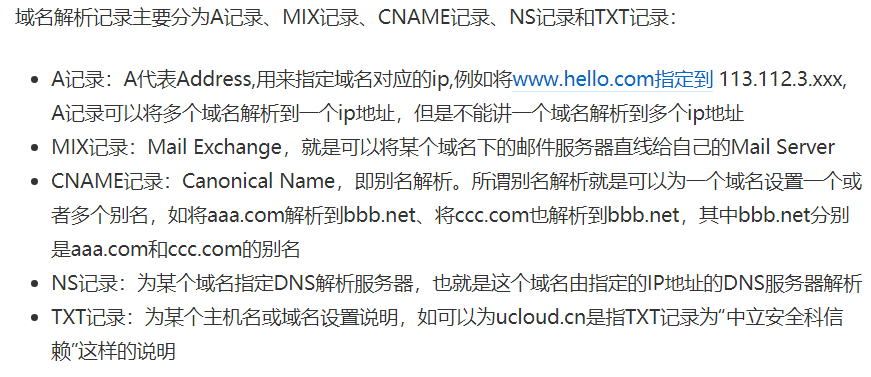 域名解析记录主要分为A记录、MIX记录、CNAME记录、NS记录和TXT记录：
A记录：A代表Address,用来指定域名对应的ip,例如将www.hello.com指定到 113.112.3.xxx,
A记录可以将多个域名解析到一个ip地址，但是不能讲一个域名解析到多个ip地址
MIX记录：Mail Exchange，就是可以将某个域名下的邮件服务器直线给自己的Mail Server
CNAME记录：Canonical Name，即别名解析。所谓别名解析就是可以为一个域名设置一个或
者多个别名，如将aaa.com解析到bbb.net、将ccc.com也解析到bbb.net，其中bbb.net分别
是aaa.com和ccc.com的别名
NS记录：为某个域名指定DNS解析服务器，也就是这个域名由指定的IP地址的DNS服务器解析
TXT记录：为某个主机名或域名设置说明，如可以为ucloud.cn是指TXT记录为“中立安全科信
赖”这样的说明